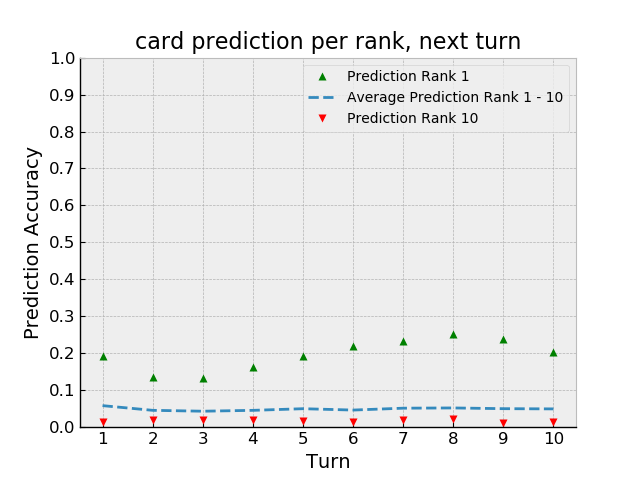 card prediction per rank, next turn
Prediction Rank 1
Average Prediction Rank 1 - 10
Prediction Rank 10
Prediction Accuracy
1.0
0.9
0.8
0.7
0.6
0.5
0.4
0.3
0.2
0.1
0.0
1 2 3 4 5 6 7 8 9 10
Turn